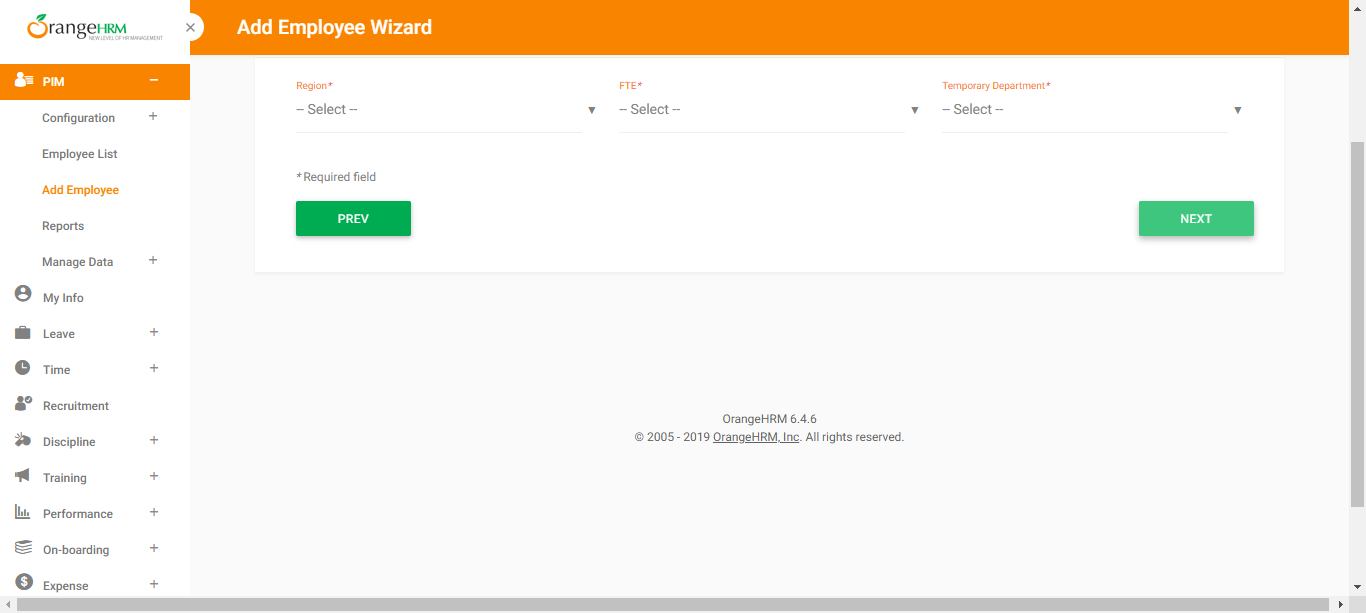 OrangeHRM
NEW LEVEL OF HR MANAGEMENT
Add Employee Wizard
PIM
Configuration
Employee List
Add Employee
Reports
Manage Data
My Info
Leave
Time
Recruitment
Discipline
Training
Performance
On-boarding
Expense
Region* FTE* Temporary Department*
-- Select -- -- Select -- -- Select --
* Required field
PREV NEXT
OrangeHRM 6.4.6
© 2005 - 2019 OrangeHRM, Inc. All rights reserved.